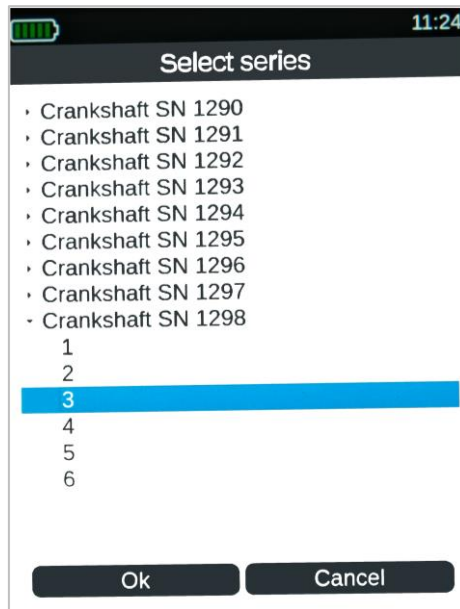 11:24
Select series
Crankshaft SN 1290
Crankshaft SN 1291
Crankshaft SN 1292
Crankshaft SN 1293
Crankshaft SN 1294
Crankshaft SN 1295
Crankshaft SN 1296
Crankshaft SN 1297
Crankshaft SN 1298
1
2
3
4
5
6
Ok Cancel